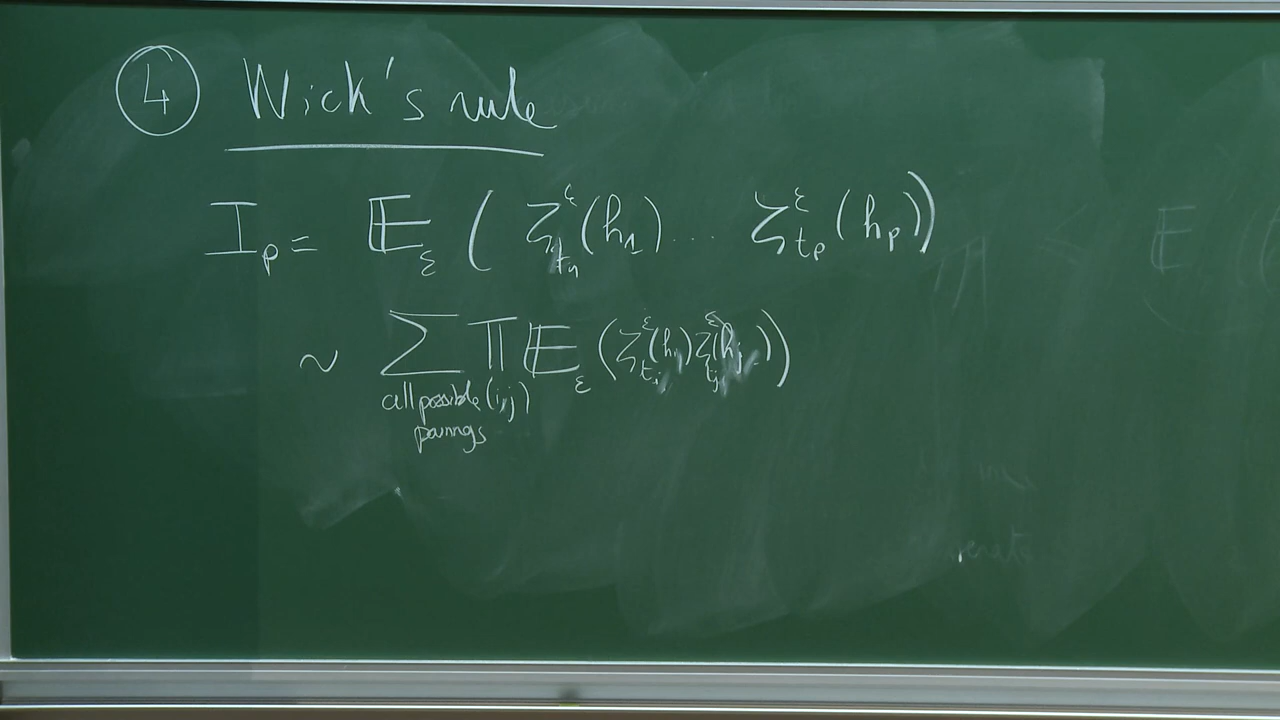 ④ Wick's rule
I_p = 𝔼_ε ( ζ^ε_{t_1}(h_1) ... ζ^ε_{t_p}(h_p))
~ ∑ ∏ 𝔼_ε (ζ^ε_{t_i}(h_i) ζ^ε_{t_j}(h_j))
all possible (i,j)
pairings